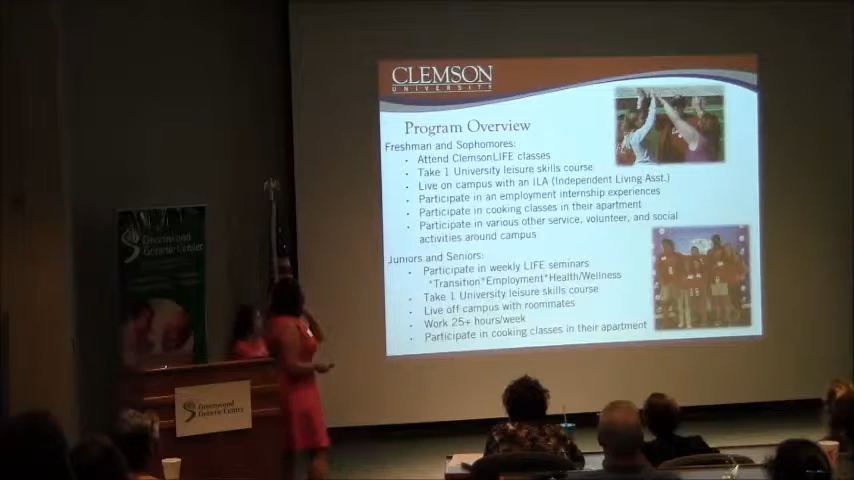 CLEMSON
UNIVERSITY
Program Overview
Freshman and Sophomores:
• Attend ClemsonLIFE classes
• Take 1 University leisure skills course
• Live on campus with an ILA (Independent Living Asst.)
• Participate in an employment internship experiences
• Participate in cooking classes in their apartment
• Participate in various other service, volunteer, and social
activities around campus
Juniors and Seniors:
• Participate in weekly LIFE seminars
*Transition*Employment*Health/Wellness
• Take 1 University leisure skills course
• Live off campus with roommates
• Work 25+ hours/week
• Participate in cooking classes in their apartment
Greenwood
Genetic Center
Greenwood
Genetic Center